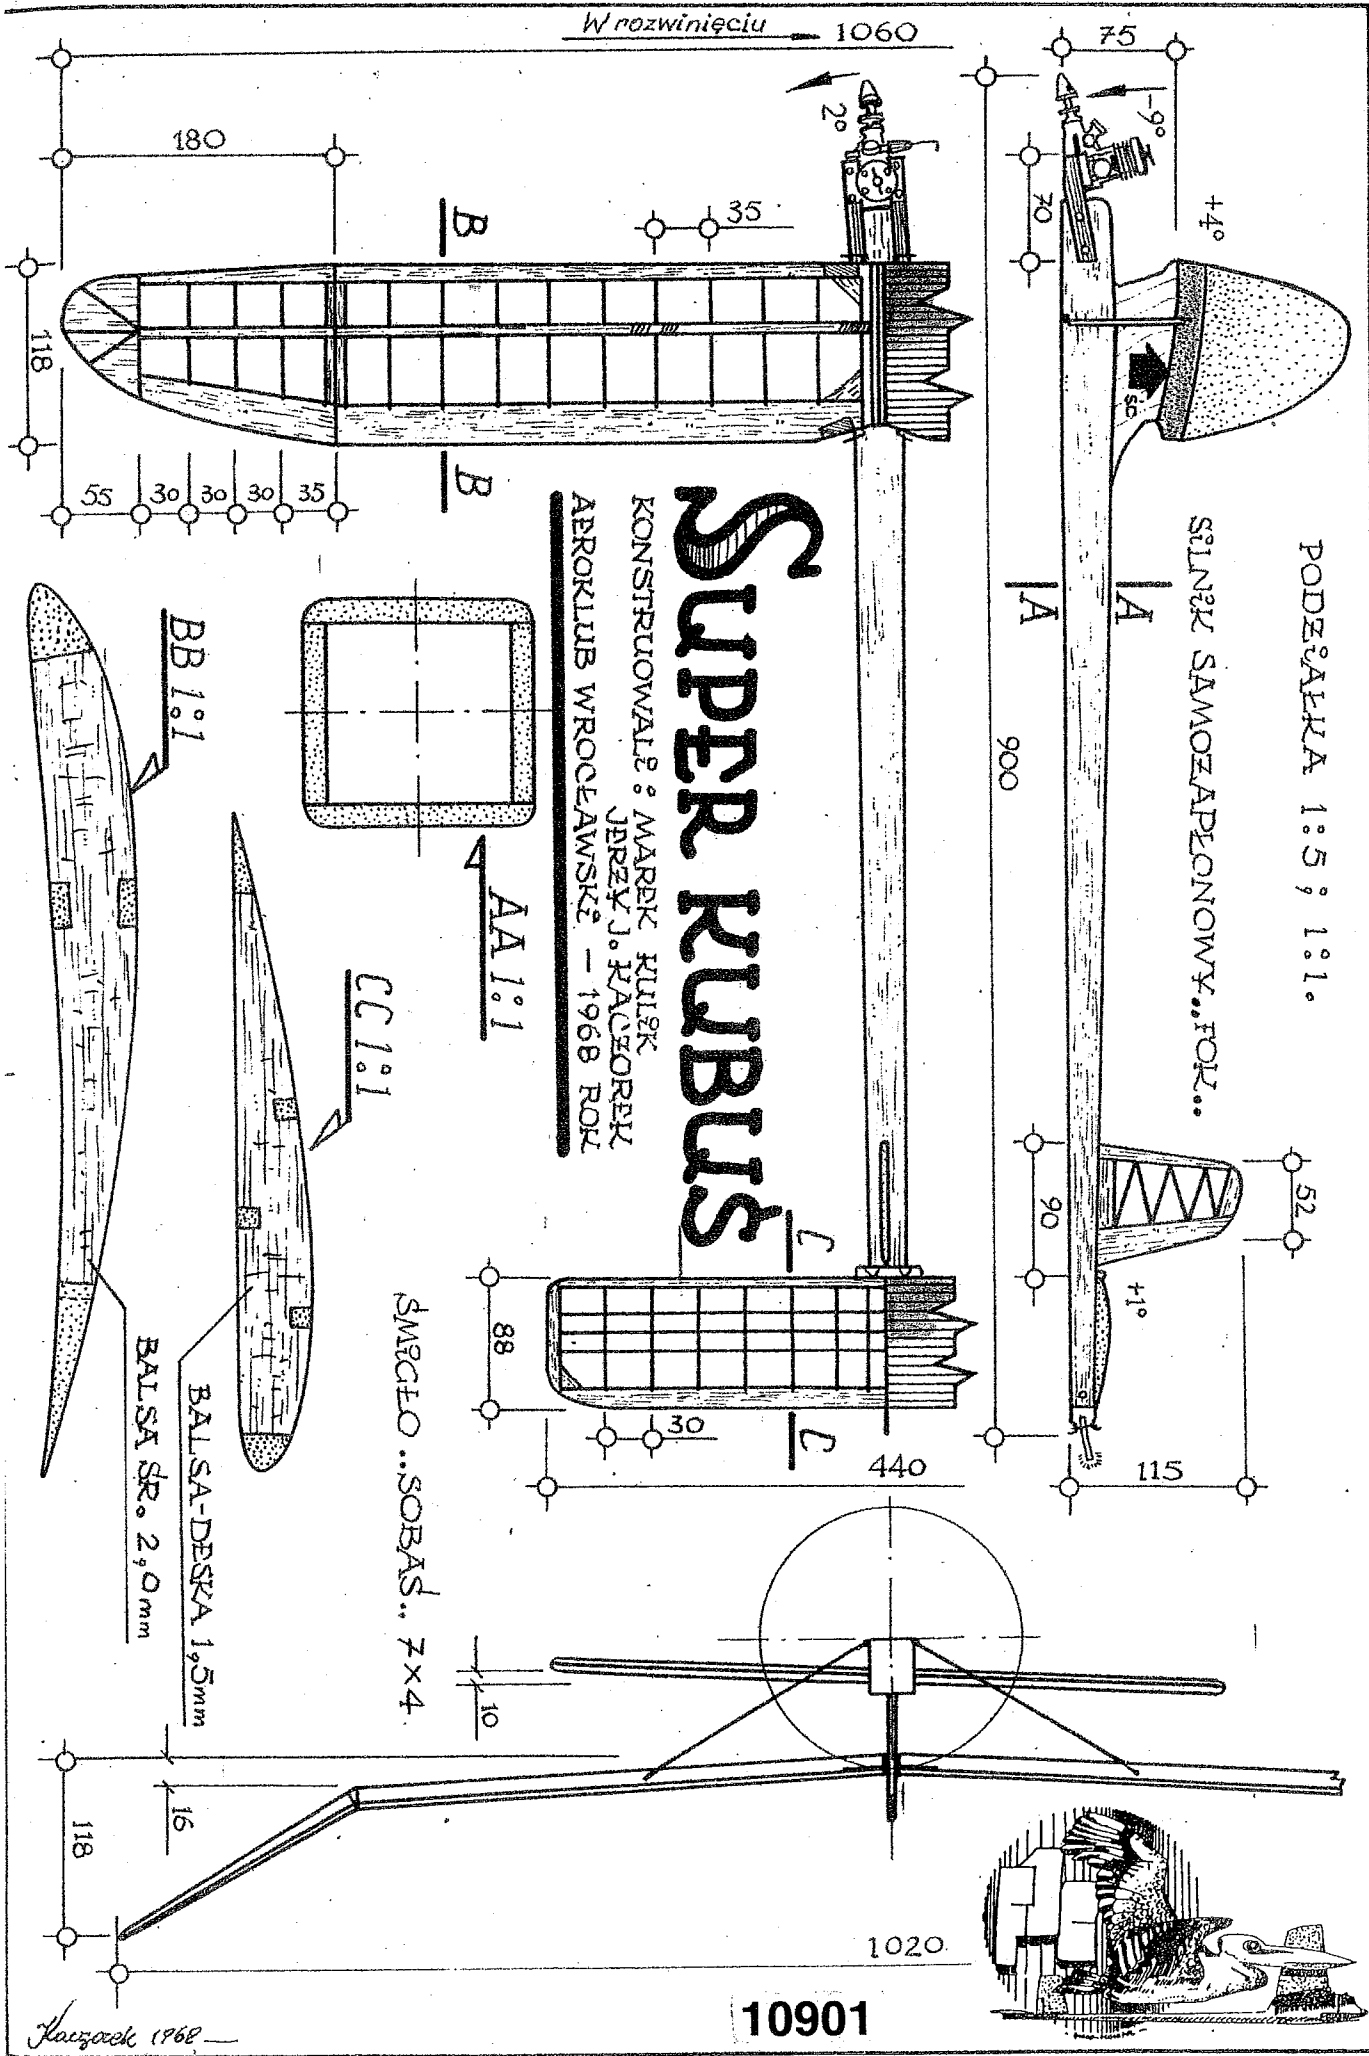 W rozwinięciu 1060
75
-9°
2°
180
35
70
+4°
B
B
118
55 30 30 30 35
SC
PODZiAŁKA 1:5; 1:1.
SiLNiK SAMOZAPŁONOWY..FOK..
A
A
900
SUPER KUBUŚ
KONSTRUOWALi: MAREK KULiK
JERZY J. KACZOREK
AEROKLUB WROCŁAWSKi - 1968 ROK
AA 1:1
BB 1:1
CC 1:1
BALSA ŚR. 2,0mm
BALSA-DESKA 1,5mm
ŚMiGŁO ..SOBAŚ.. 7×4
C
C
88
30
440
90
52
+1°
115
10
16
118
1020
10901
Kaczorek 1968